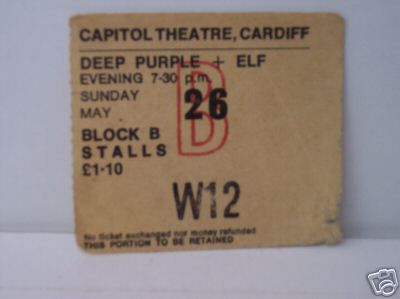 CAPITOL THEATRE, CARDIFF
DEEP PURPLE + ELF
EVENING 7-30 p.m.
SUNDAY
MAY 26
B
BLOCK B
STALLS
£1·10
W12
No ticket exchanged nor money refunded
THIS PORTION TO BE RETAINED